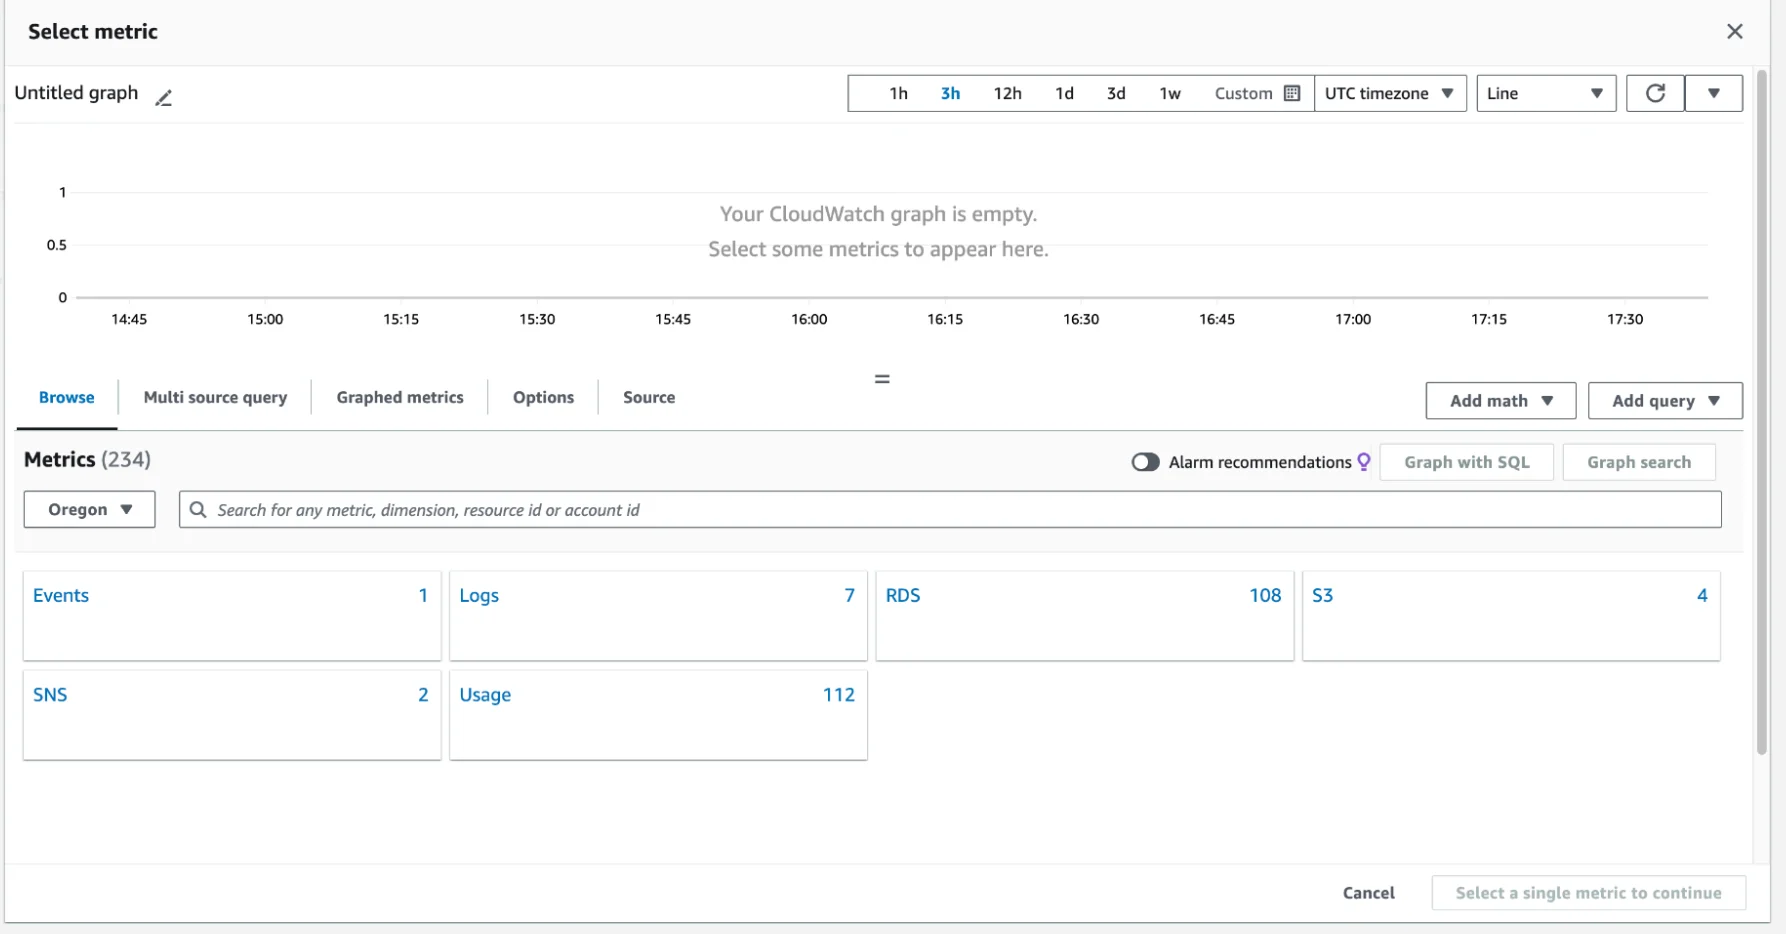 Select metric
Untitled graph
1h 3h 12h 1d 3d 1w Custom UTC timezone Line
1
Your CloudWatch graph is empty.
0.5
Select some metrics to appear here.
0
14:45 15:00 15:15 15:30 15:45 16:00 16:15 16:30 16:45 17:00 17:15 17:30
Browse Multi source query Graphed metrics Options Source
Add math Add query
Metrics (234)
Alarm recommendations Graph with SQL Graph search
Oregon Search for any metric, dimension, resource id or account id
Events 1 Logs 7 RDS 108 S3 4
SNS 2 Usage 112
Cancel Select a single metric to continue